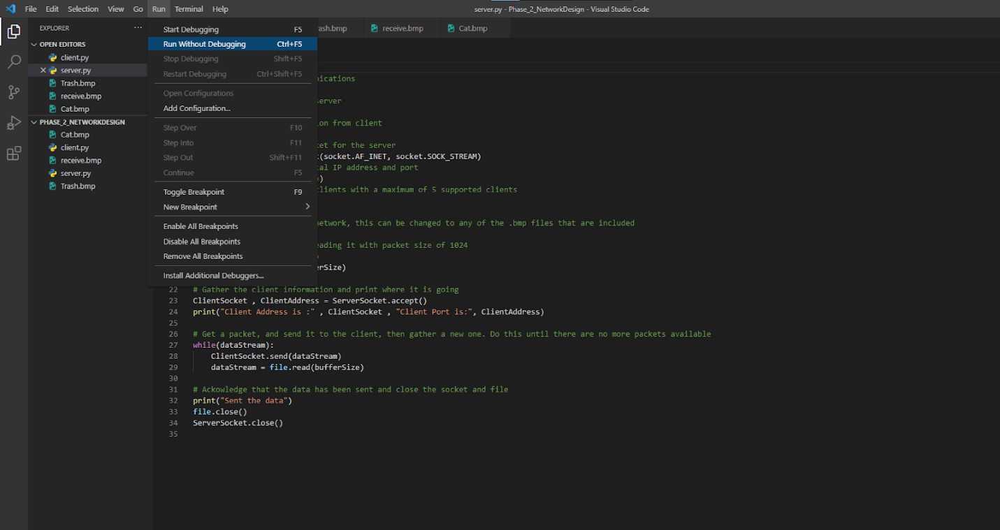 File Edit Selection View Go Run Terminal Help
server.py - Phase_2_NetworkDesign - Visual Studio Code
EXPLORER ...
OPEN EDITORS
client.py
server.py
Trash.bmp
receive.bmp
Cat.bmp
PHASE_2_NETWORKDESIGN
Cat.bmp
client.py
receive.bmp
server.py
Trash.bmp
Start Debugging F5
Run Without Debugging Ctrl+F5
Stop Debugging Shift+F5
Restart Debugging Ctrl+Shift+F5
Open Configurations
Add Configuration...
Step Over F10
Step Into F11
Step Out Shift+F11
Continue F5
Toggle Breakpoint F9
New Breakpoint
Enable All Breakpoints
Disable All Breakpoints
Remove All Breakpoints
Install Additional Debuggers...
rash.bmp receive.bmp Cat.bmp
ications
server
on from client
et for the server
t(socket.AF_INET, socket.SOCK_STREAM)
al IP address and port
)
clients with a maximum of 5 supported clients
network, this can be changed to any of the .bmp files that are included
eading it with packet size of 1024
erSize)
22 # Gather the client information and print where it is going
23 ClientSocket , ClientAddress = ServerSocket.accept()
24 print("Client Address is :" , ClientSocket , "Client Port is:", ClientAddress)
25
26 # Get a packet, and send it to the client, then gather a new one. Do this until there are no more packets available
27 while(dataStream):
28 ClientSocket.send(dataStream)
29 dataStream = file.read(bufferSize)
30
31 # Ackowledge that the data has been sent and close the socket and file
32 print("Sent the data")
33 file.close()
34 ServerSocket.close()
35